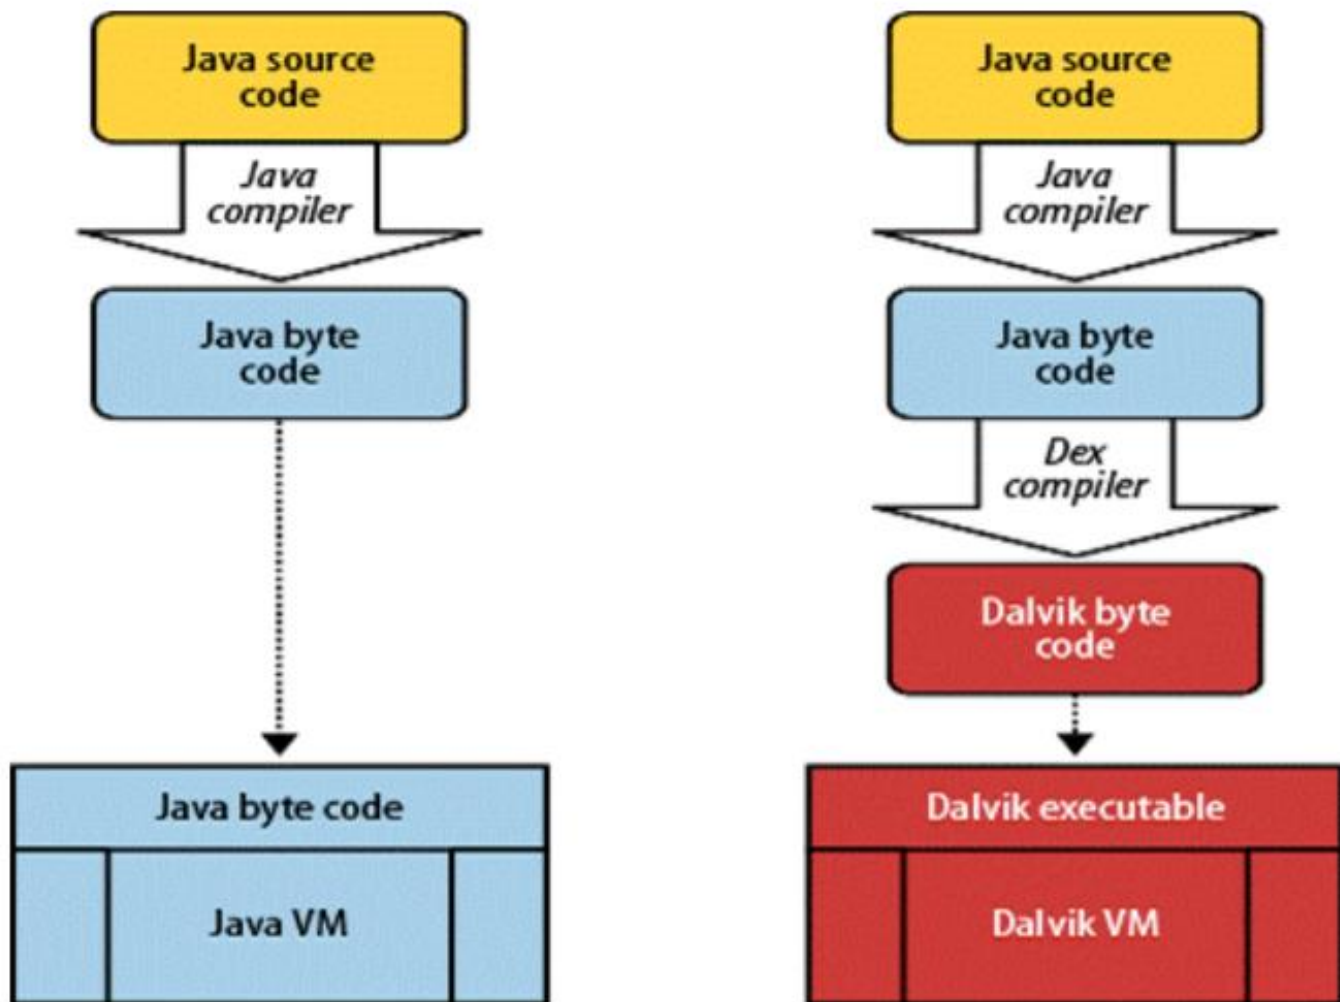 Java source
code
Java
compiler
Java byte
code
Java byte code
Java VM
Java source
code
Java
compiler
Java byte
code
Dex
compiler
Dalvik byte
code
Dalvik executable
Dalvik VM